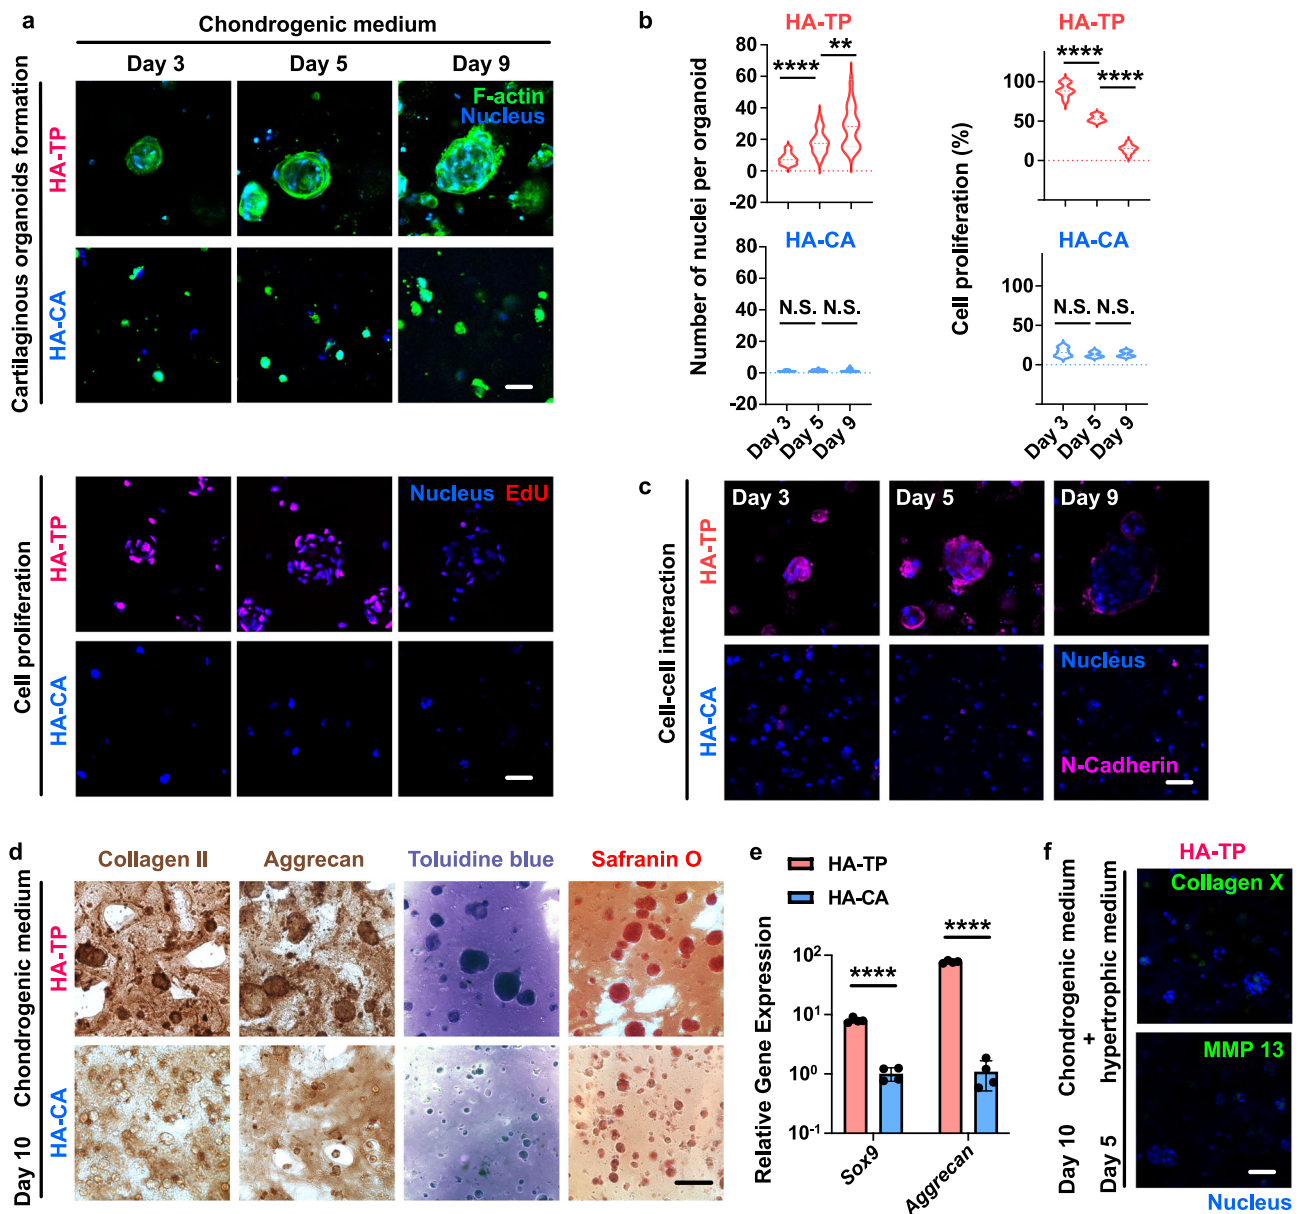 a
Chondrogenic medium
Day 3
Day 5
Day 9
Cartilaginous organoids formation
HA-TP
F-actin
Nucleus
HA-CA
Cell proliferation
HA-TP
Nucleus EdU
HA-CA
b
Number of nuclei per organoid
HA-TP
80
60
40
20
0
-20
****
**
HA-CA
80
60
40
20
0
-20
N.S.
N.S.
Day 3
Day 5
Day 9
Cell proliferation (%)
HA-TP
100
50
0
****
****
HA-CA
100
50
0
N.S.
N.S.
Day 3
Day 5
Day 9
c
Cell-cell interaction
Day 3
Day 5
Day 9
HA-TP
HA-CA
Nucleus
N-Cadherin
d
Collagen II
Aggrecan
Toluidine blue
Safranin O
Day 10 Chondrogenic medium
HA-TP
HA-CA
e
HA-TP
HA-CA
Relative Gene Expression
10²
10¹
10⁰
10⁻¹
****
****
Sox9
Aggrecan
f
HA-TP
Day 10 Chondrogenic medium
+
Day 5 hypertrophic medium
Collagen X
MMP 13
Nucleus